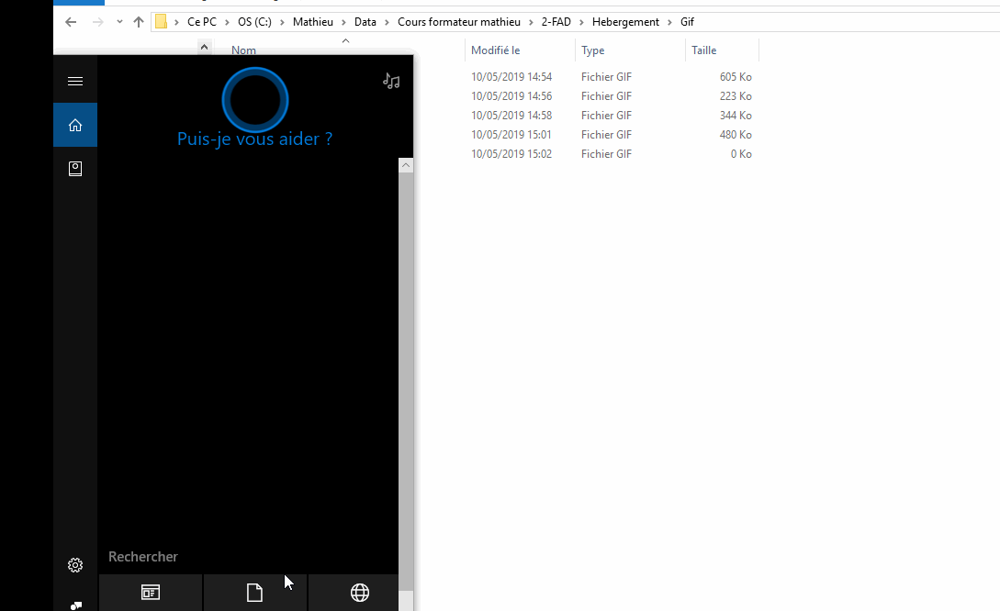 Ce PC > OS (C:) > Mathieu > Data > Cours formateur mathieu > 2-FAD > Hebergement > Gif
Nom Modifié le Type Taille
10/05/2019 14:54 Fichier GIF 605 Ko
10/05/2019 14:56 Fichier GIF 223 Ko
10/05/2019 14:58 Fichier GIF 344 Ko
10/05/2019 15:01 Fichier GIF 480 Ko
10/05/2019 15:02 Fichier GIF 0 Ko
Puis-je vous aider ?
Rechercher